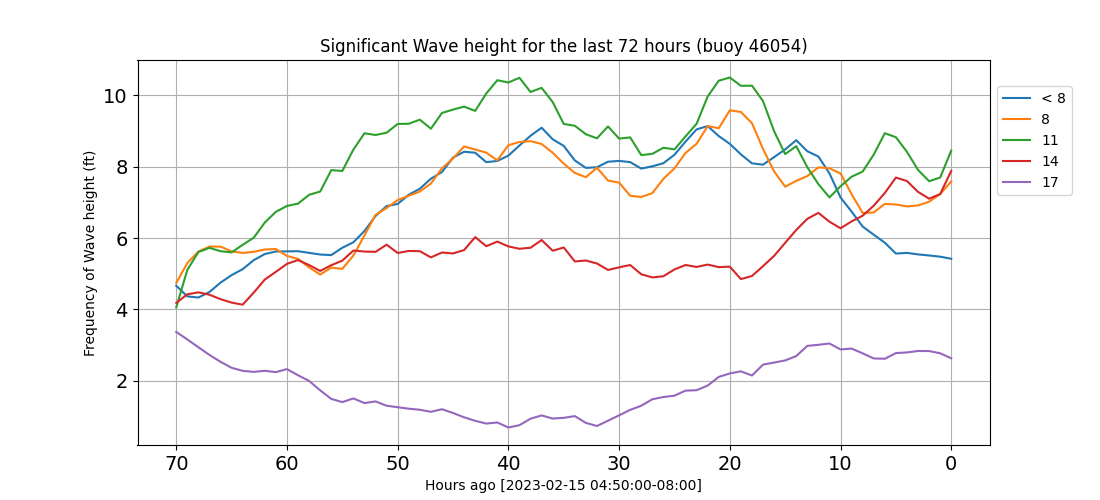 Significant Wave height for the last 72 hours (buoy 46054)
Frequency of Wave height (ft)
10
8
6
4
2
70 60 50 40 30 20 10 0
Hours ago [2023-02-15 04:50:00-08:00]
< 8
8
11
14
17